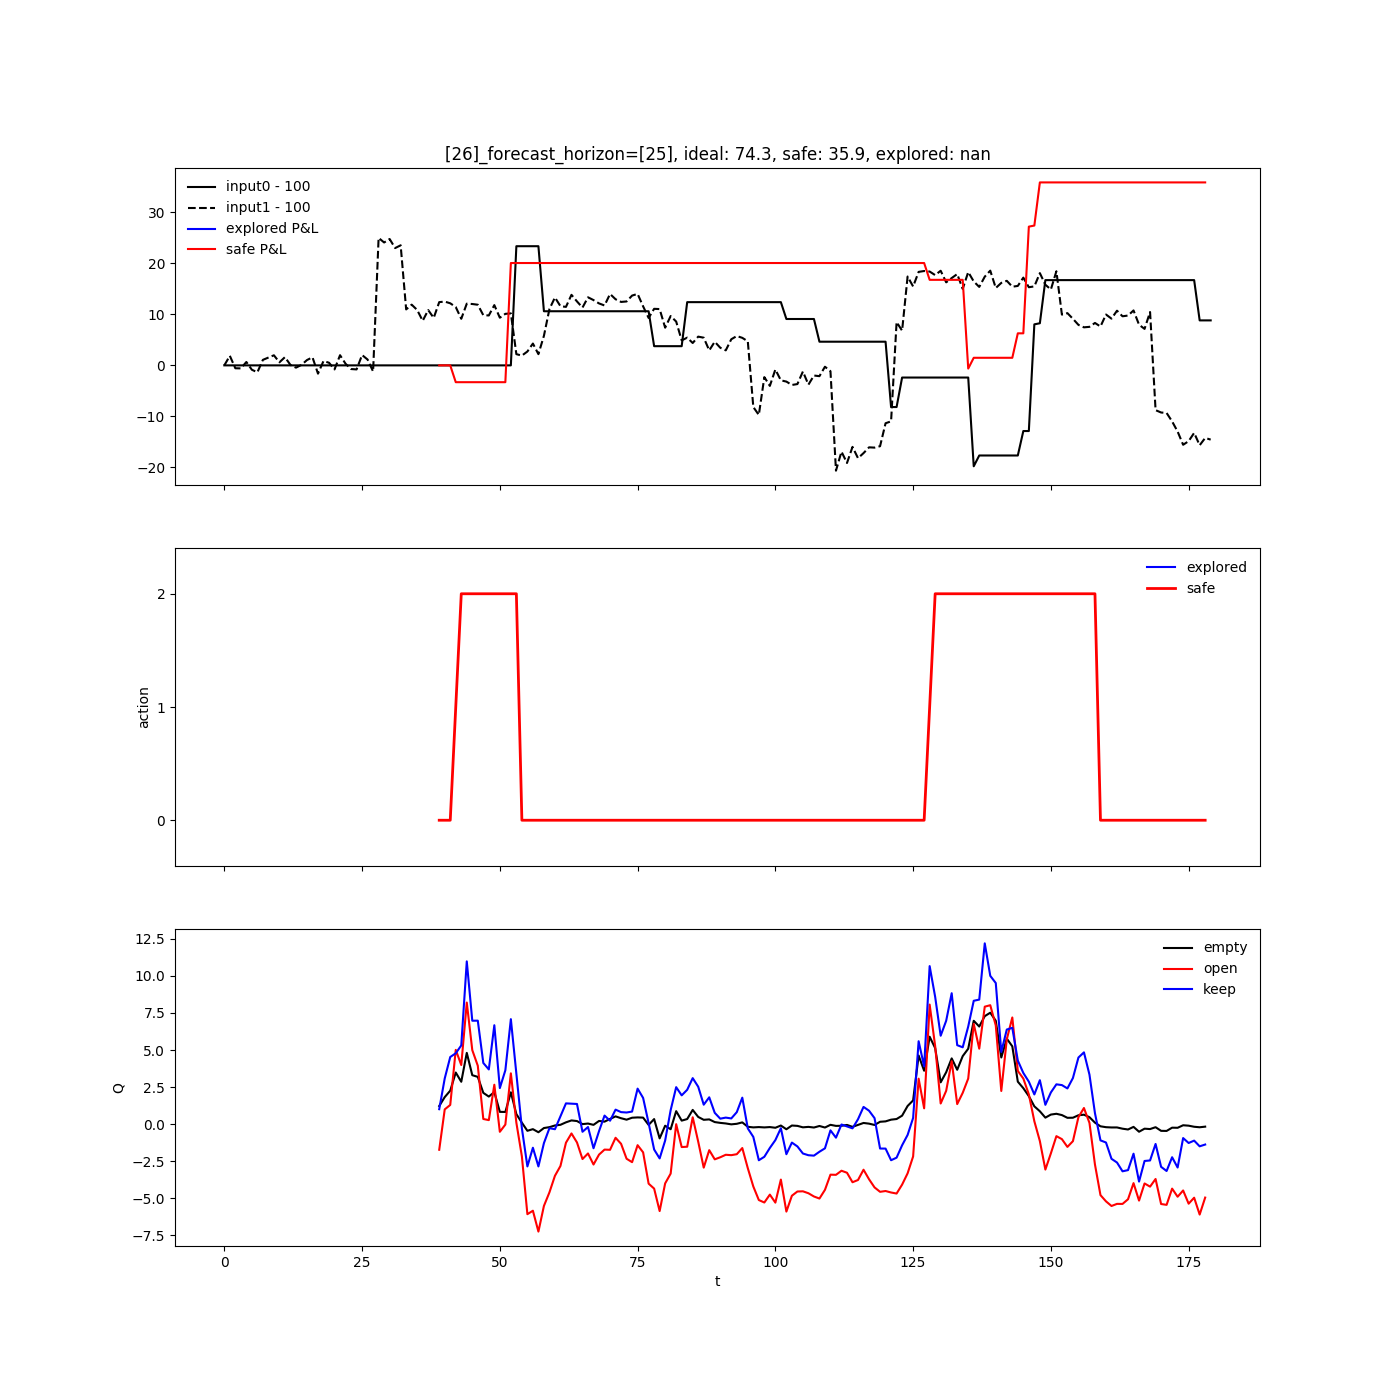 [26]_forecast_horizon=[25], ideal: 74.3, safe: 35.9, explored: nan
input0 - 100
input1 - 100
explored P&L
safe P&L
30
20
10
0
−10
−20
explored
safe
2
1
0
action
empty
open
keep
12.5
10.0
7.5
5.0
2.5
0.0
−2.5
−5.0
−7.5
Q
0 25 50 75 100 125 150 175
t